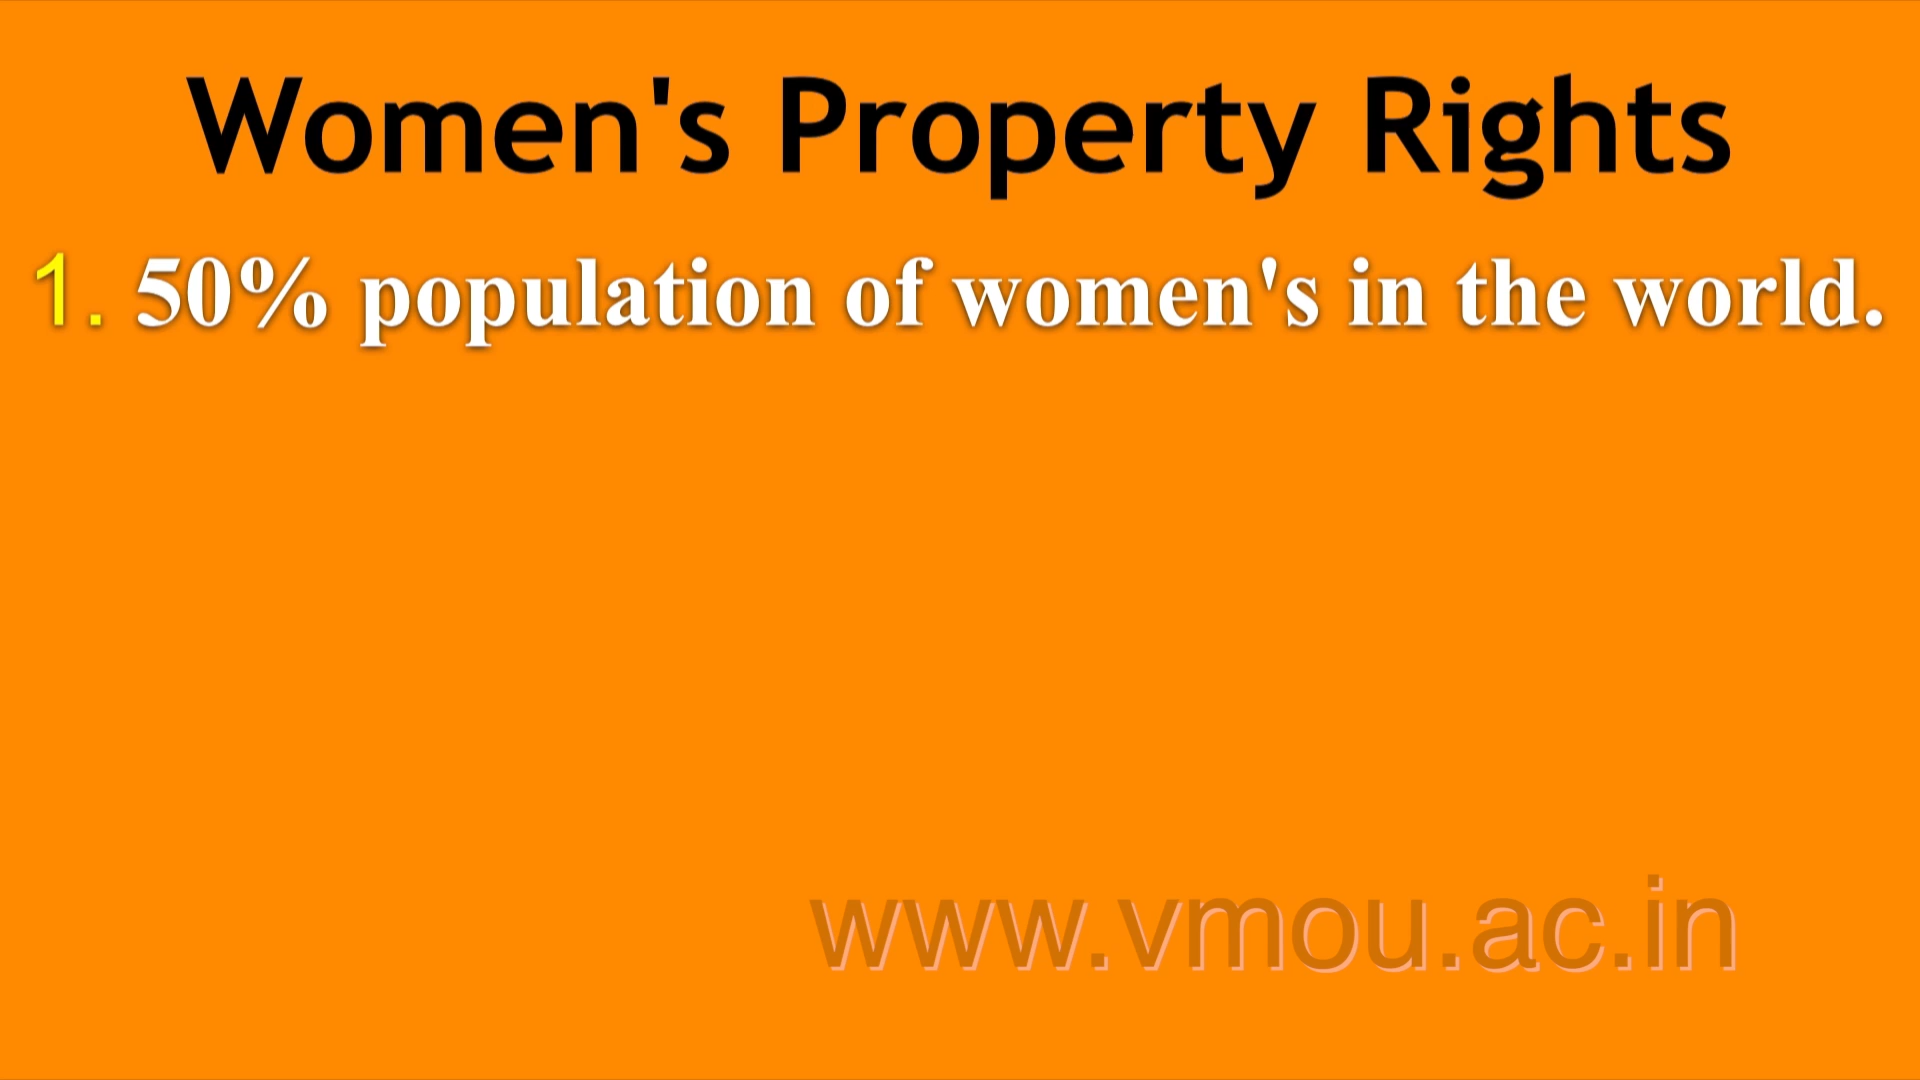 Women's Property Rights
1. 50% population of women's in the world.
www.vmou.ac.in